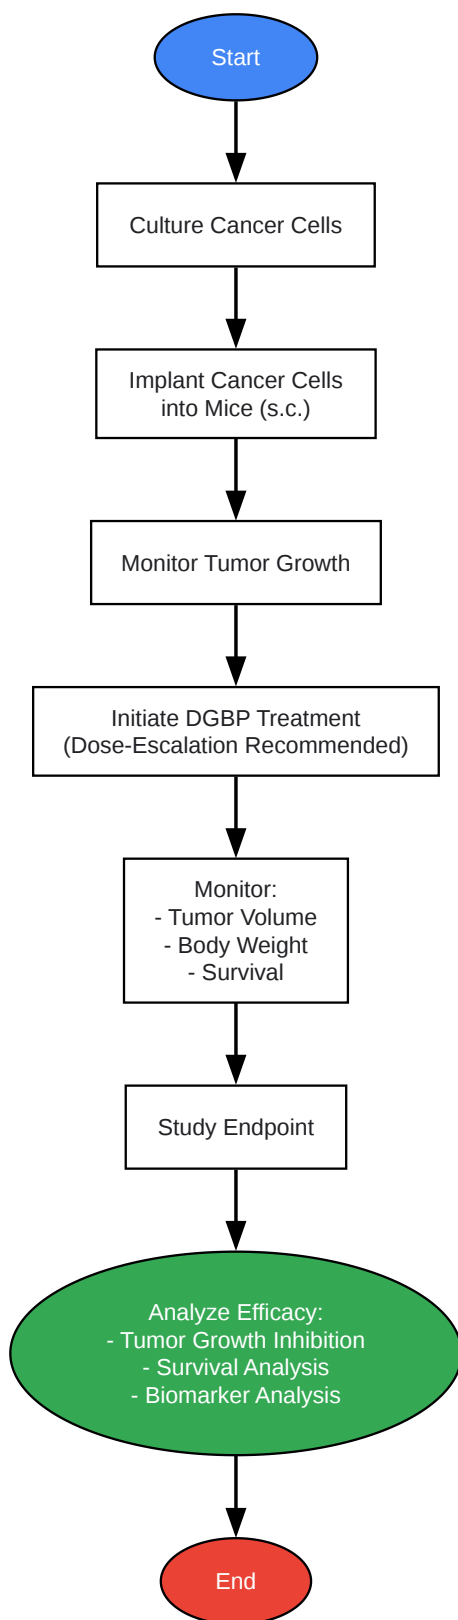 Start
Culture Cancer Cells
Implant Cancer Cells
into Mice (s.c.)
Monitor Tumor Growth
Initiate DGBP Treatment
(Dose-Escalation Recommended)
Monitor:
- Tumor Volume
- Body Weight
- Survival
Study Endpoint
Analyze Efficacy:
- Tumor Growth Inhibition
- Survival Analysis
- Biomarker Analysis
End